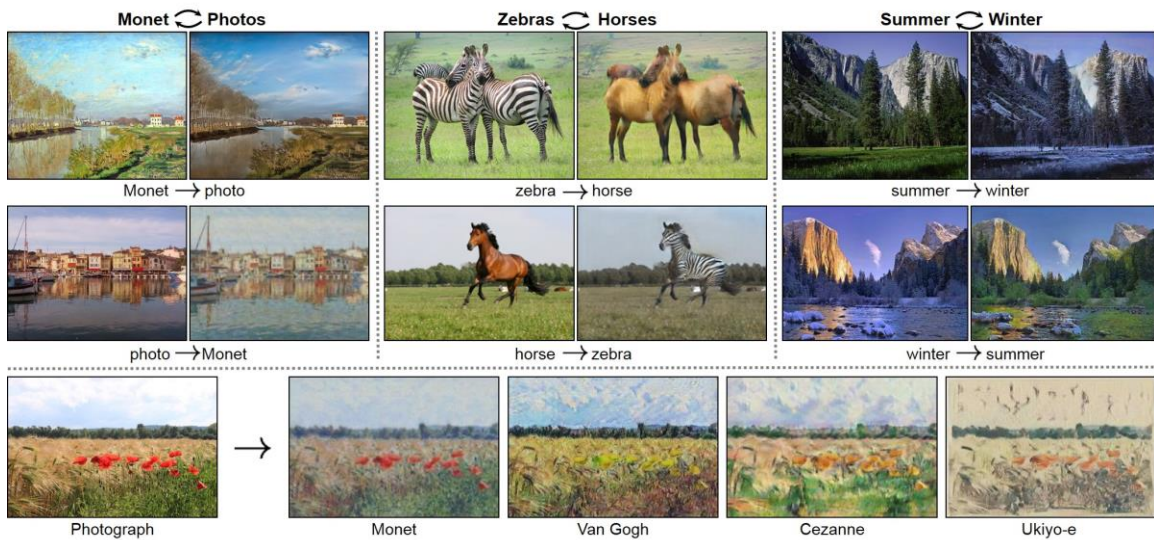 Monet Photos
Zebras Horses
Summer Winter
Monet → photo
zebra → horse
summer → winter
photo → Monet
horse → zebra
winter → summer
Photograph
Monet
Van Gogh
Cezanne
Ukiyo-e